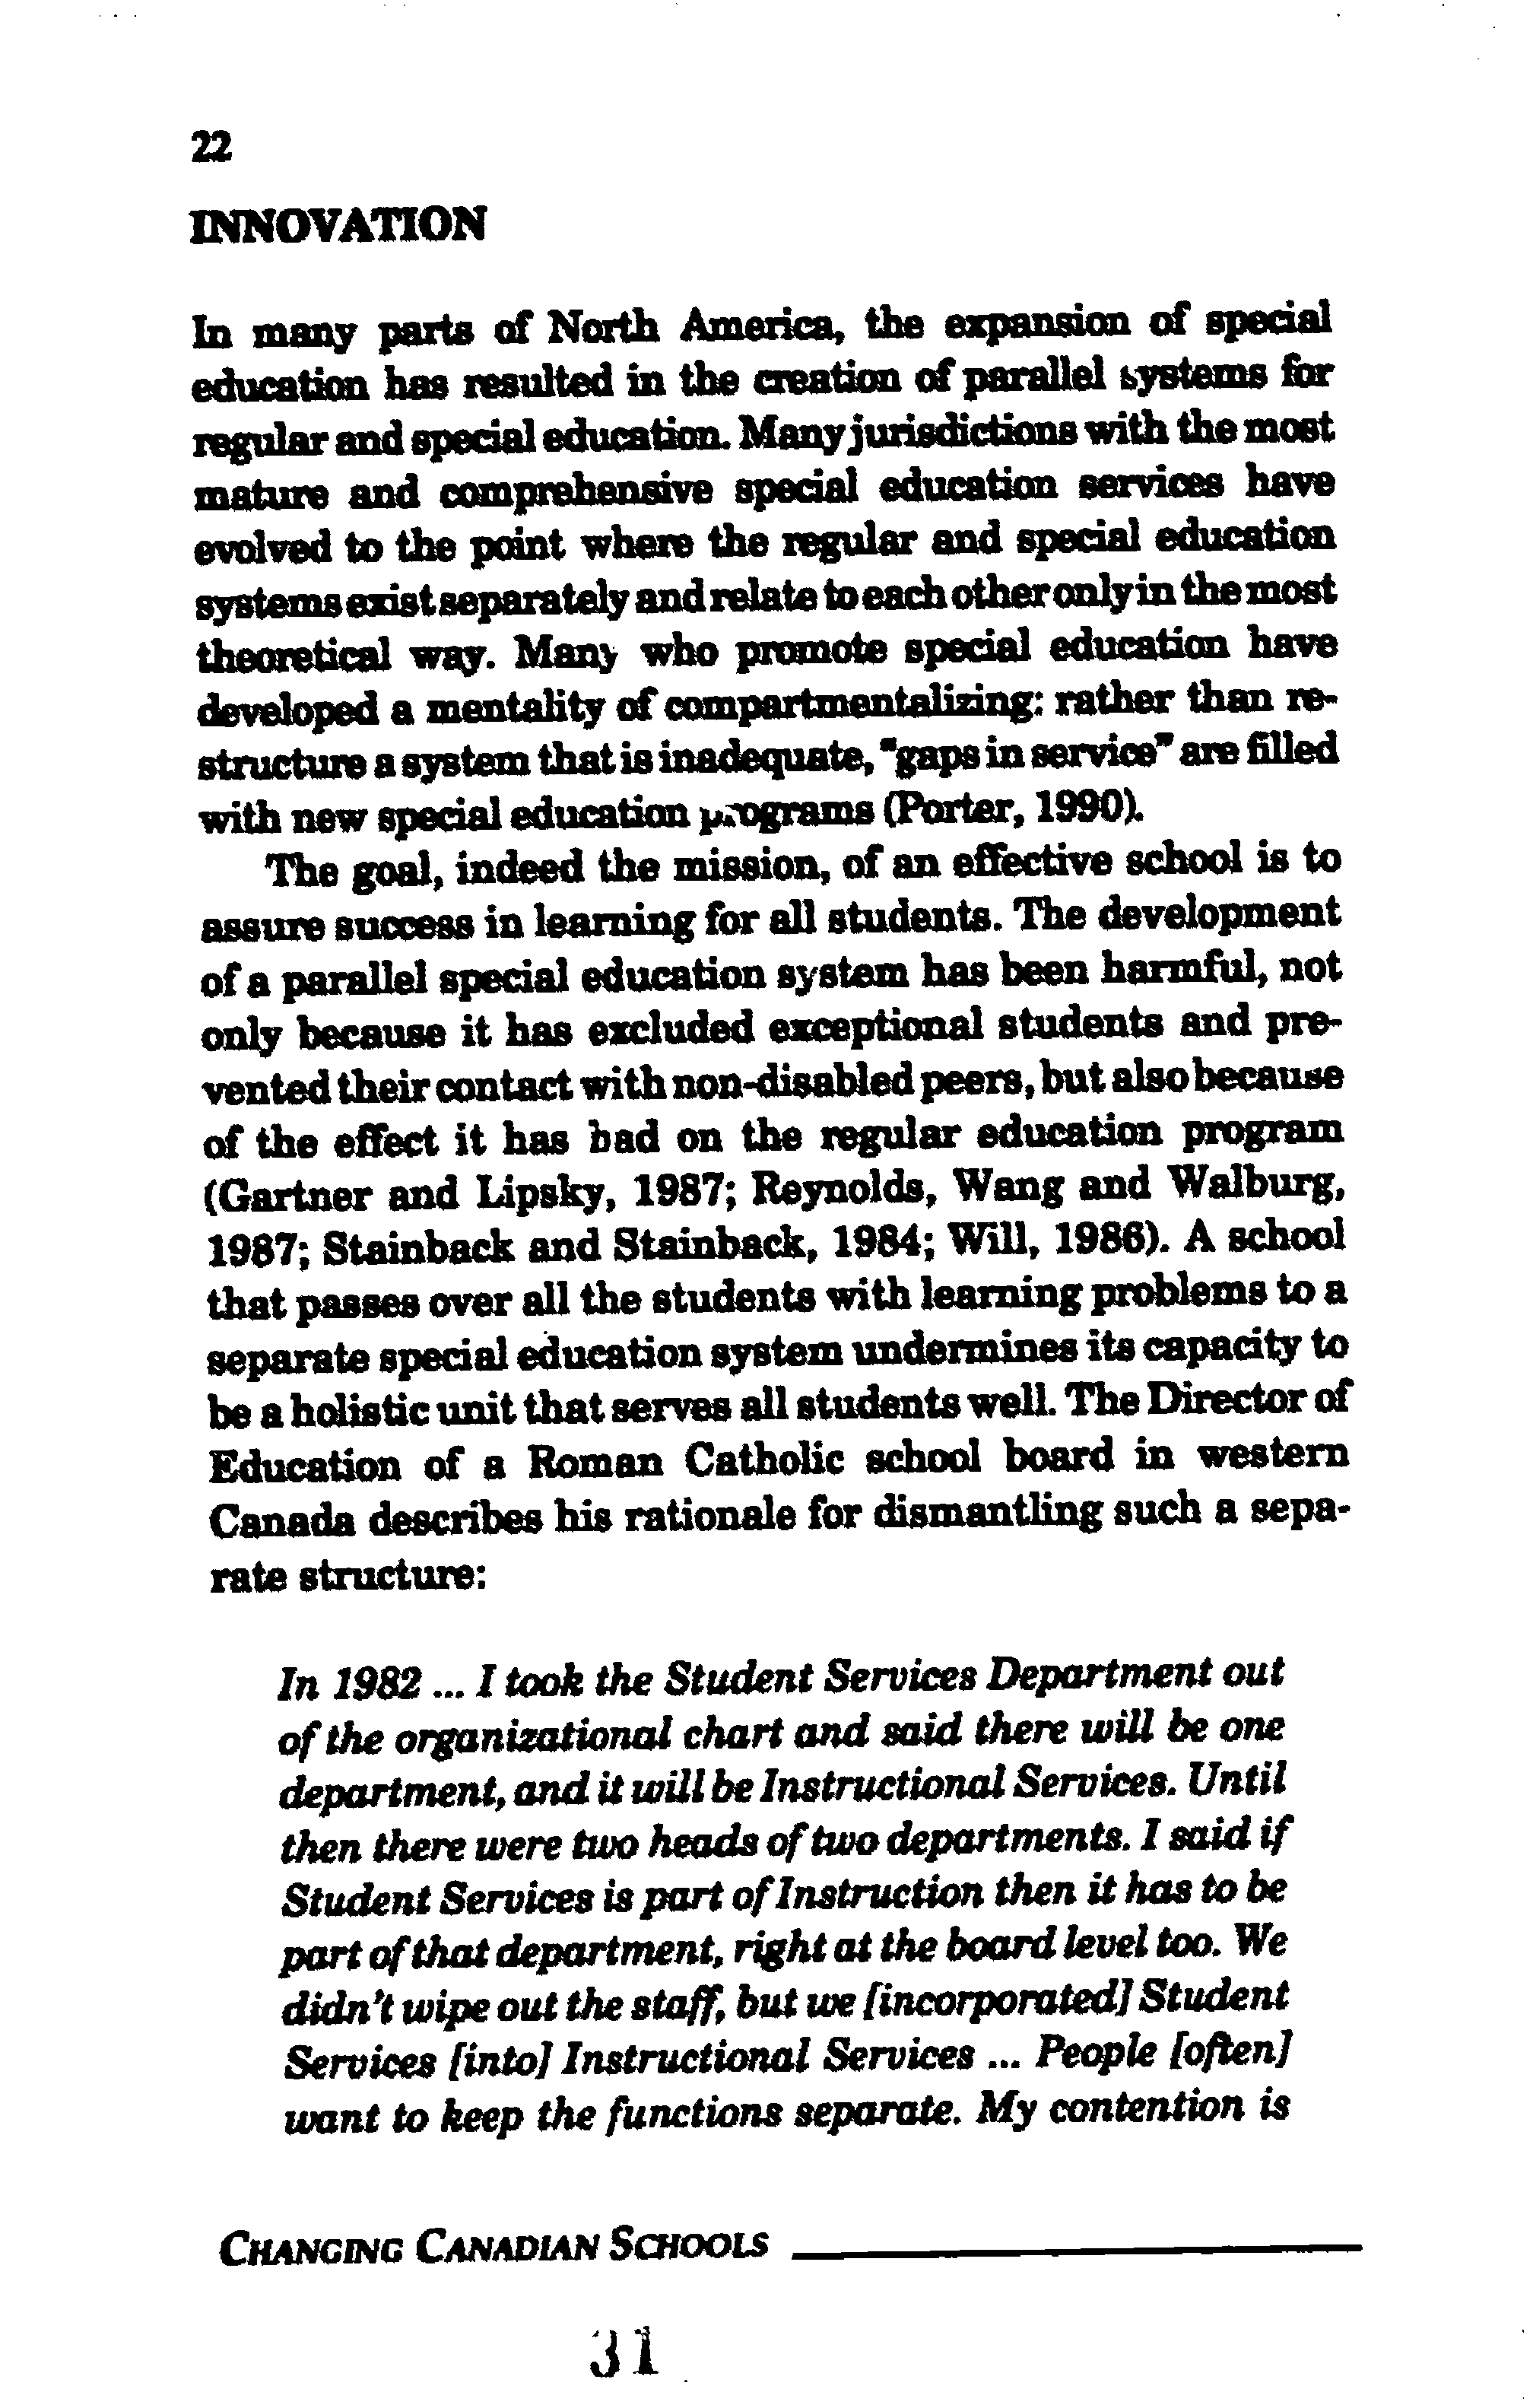 22
INNOVATION
In many parts of North America, the expansion of special
education has resulted in the creation of parallel systems for
regular and special education. Many jurisdictions with the most
mature and comprehensive special education services have
evolved to the point where the regular and special education
systems exist separately and relate to each other only in the most
theoretical way. Many who promote special education have
developed a mentality of compartmentalizing: rather than re-
structure a system that is inadequate, "gaps in service" are filled
with new special education programs (Porter, 1990).
The goal, indeed the mission, of an effective school is to
assure success in learning for all students. The development
of a parallel special education system has been harmful, not
only because it has excluded exceptional students and pre-
vented their contact with non-disabled peers, but also because
of the effect it has had on the regular education program
(Gartner and Lipsky, 1987; Reynolds, Wang and Walburg,
1987; Stainback and Stainback, 1984; Will, 1986). A school
that passes over all the students with learning problems to a
separate special education system undermines its capacity to
be a holistic unit that serves all students well. The Director of
Education of a Roman Catholic school board in western
Canada describes his rationale for dismantling such a sepa-
rate structure:
In 1982 ... I took the Student Services Department out
of the organizational chart and said there will be one
department, and it will be Instructional Services. Until
then there were two heads of two departments. I said if
Student Services is part of Instruction then it has to be
part of that department, right at the board level too. We
didn't wipe out the staff, but we [incorporated] Student
Services [into] Instructional Services ... People [often]
want to keep the functions separate. My contention is
CHANGING CANADIAN SCHOOLS
31